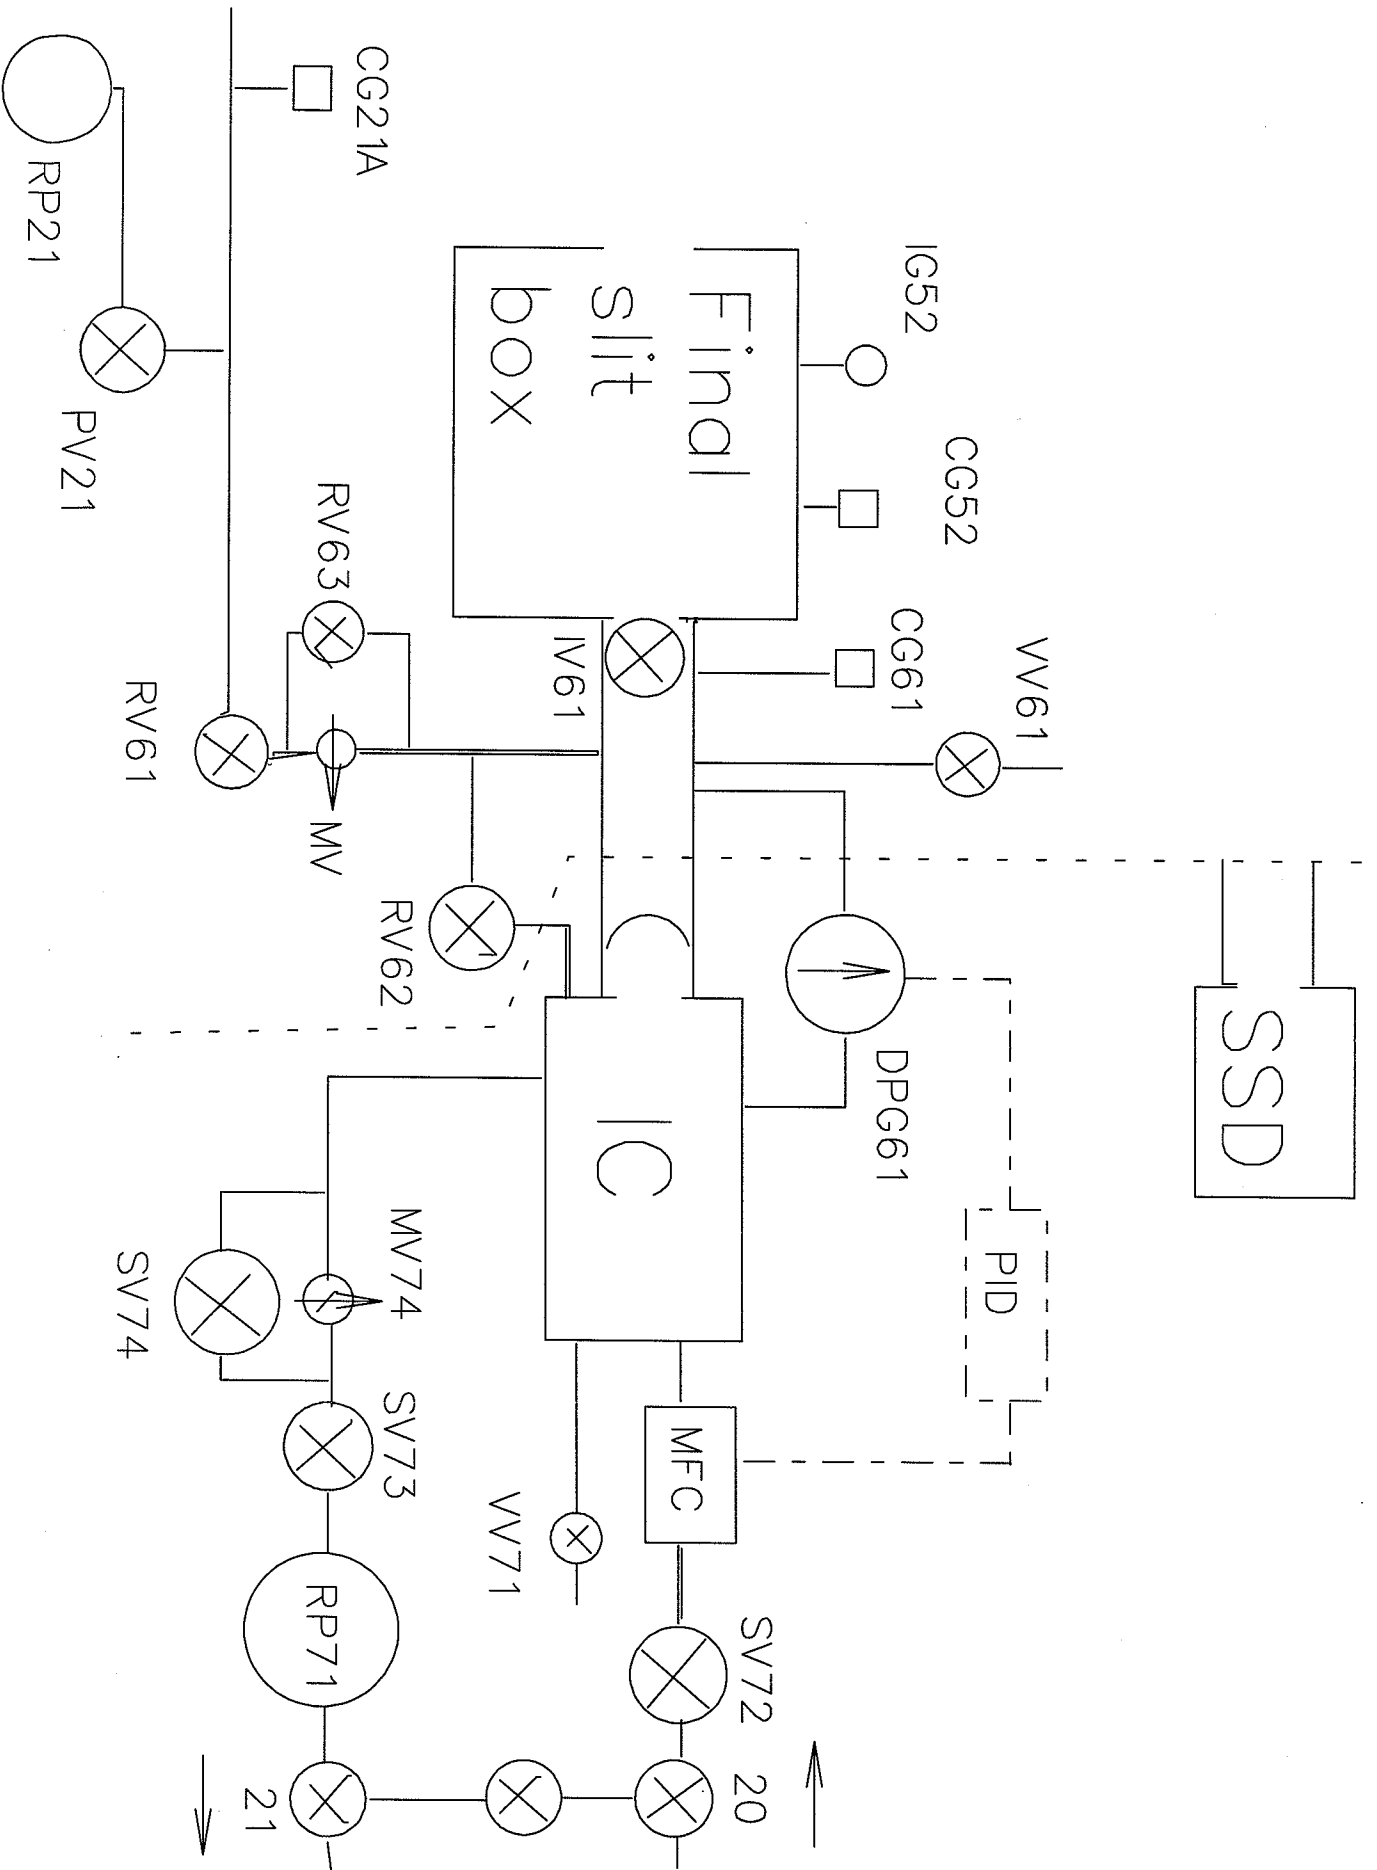 IG52
CG52
CG61
VV61
SSD
CG21A
Final
Slit
box
IV61
DPG61
PID
RP21
PV21
RV63
RV61
MV
RV62
IC
MFC
SV72
20
VV71
MV74
SV74
SV73
RP71
21